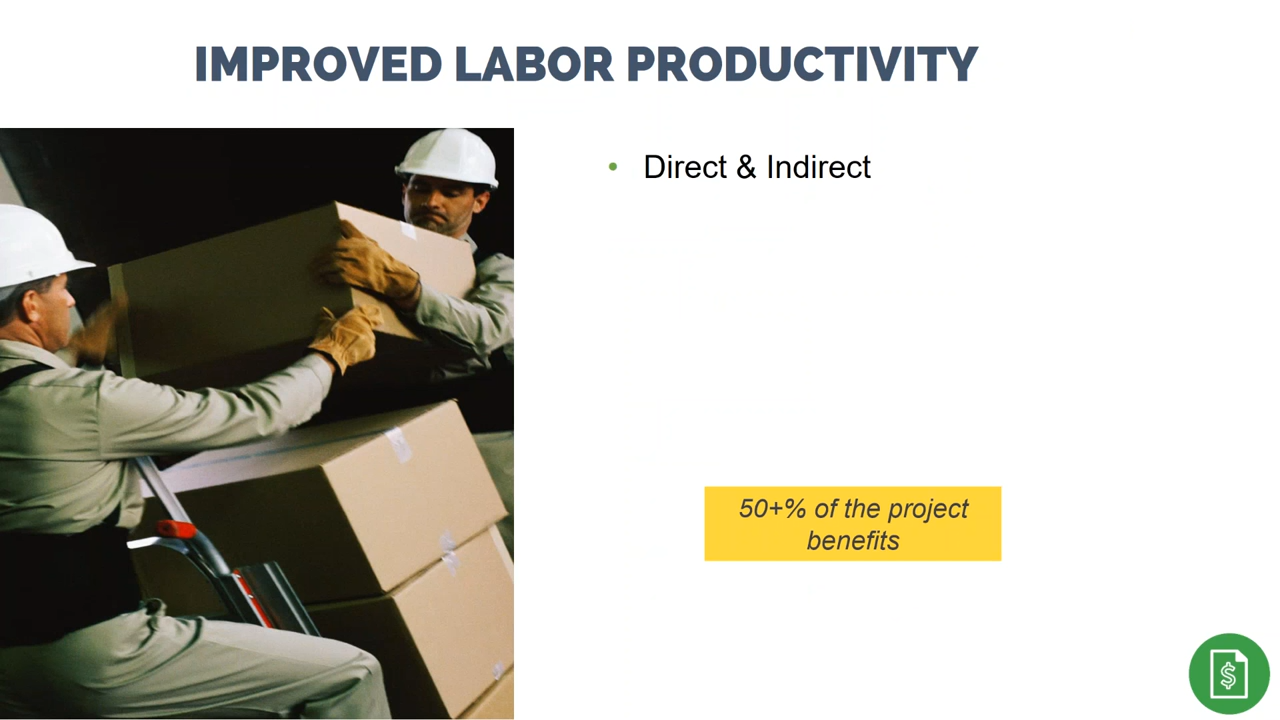 IMPROVED LABOR PRODUCTIVITY
• Direct & Indirect
50+% of the project
benefits
$